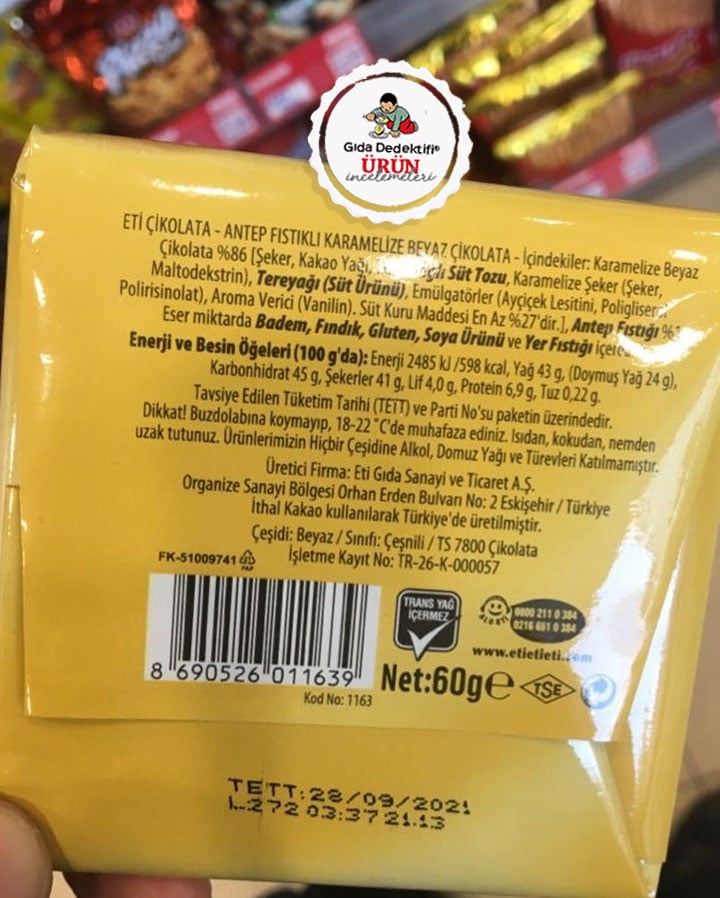 Gıda Dedektifi®
ÜRÜN
incelemeleri
ETİ ÇİKOLATA - ANTEP FISTIKLI KARAMELİZE BEYAZ ÇİKOLATA - İçindekiler: Karamelize Beyaz
Çikolata %86 [Şeker, Kakao Yağı, Süt Tozu, Karamelize Şeker (Şeker,
Maltodekstrin), Tereyağı (Süt Ürünü), Emülgatörler (Ayçiçek Lesitini, Poligliserol
Polirisinolat), Aroma Verici (Vanilin). Süt Kuru Maddesi En Az %27'dir.], Antep Fıstığı
Eser miktarda Badem, Fındık, Gluten, Soya Ürünü ve Yer Fıstığı
Enerji ve Besin Öğeleri (100 g'da): Enerji 2485 kJ /598 kcal, Yağ 43 g, (Doymuş Yağ 24 g),
Karbonhidrat 45 g, Şekerler 41 g, Lif 4,0 g, Protein 6,9 g, Tuz 0,22 g.
Tavsiye Edilen Tüketim Tarihi (TETT) ve Parti No'su paketin üzerindedir.
Dikkat! Buzdolabına koymayıp, 18-22 °C'de muhafaza ediniz. Isıdan, kokudan, nemden
uzak tutunuz. Ürünlerimizin Hiçbir Çeşidine Alkol, Domuz Yağı ve Türevleri Katılmamıştır.
Üretici Firma: Eti Gıda Sanayi ve Ticaret A.Ş.
Organize Sanayi Bölgesi Orhan Erden Bulvarı No: 2 Eskişehir / Türkiye
İthal Kakao kullanılarak Türkiye'de üretilmiştir.
Çeşidi: Beyaz / Sınıfı: Çeşnili / TS 7800 Çikolata
İşletme Kayıt No: TR-26-K-000057
FK-51009741
PAP
8 690526 011639
Kod No: 1163
TRANS YAĞ
İÇERMEZ
ALO ETİ
0800 211 0 384
0216 651 0 384
Net:60g℮
TSE
TETT:28/09/2021
L-272 03:37 21.13